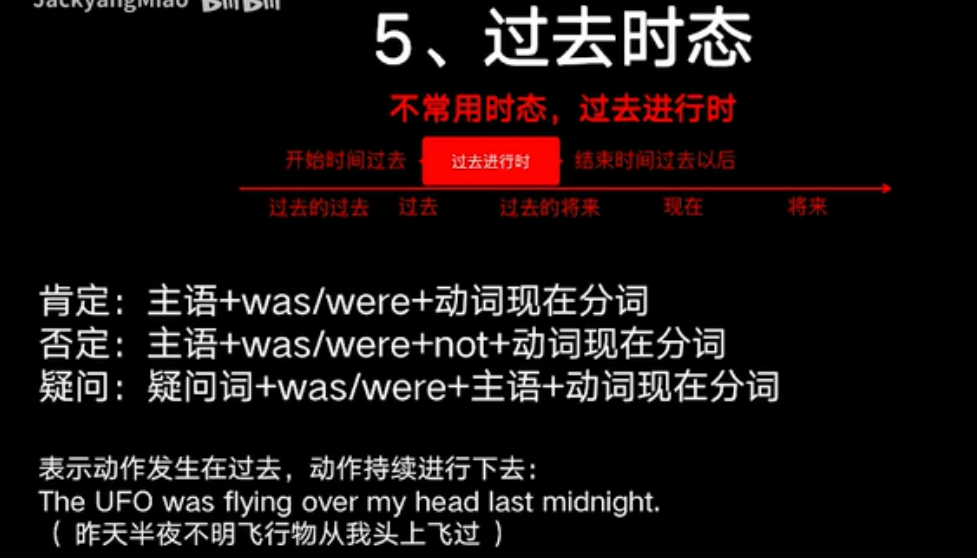 JackyangMiao bilibili
5、过去时态
不常用时态，过去进行时
开始时间过去 过去进行时 结束时间过去以后
过去的过去 过去 过去的将来 现在 将来
肯定：主语+was/were+动词现在分词
否定：主语+was/were+not+动词现在分词
疑问：疑问词+was/were+主语+动词现在分词
表示动作发生在过去，动作持续进行下去：
The UFO was flying over my head last midnight.
（ 昨天半夜不明飞行物从我头上飞过 ）